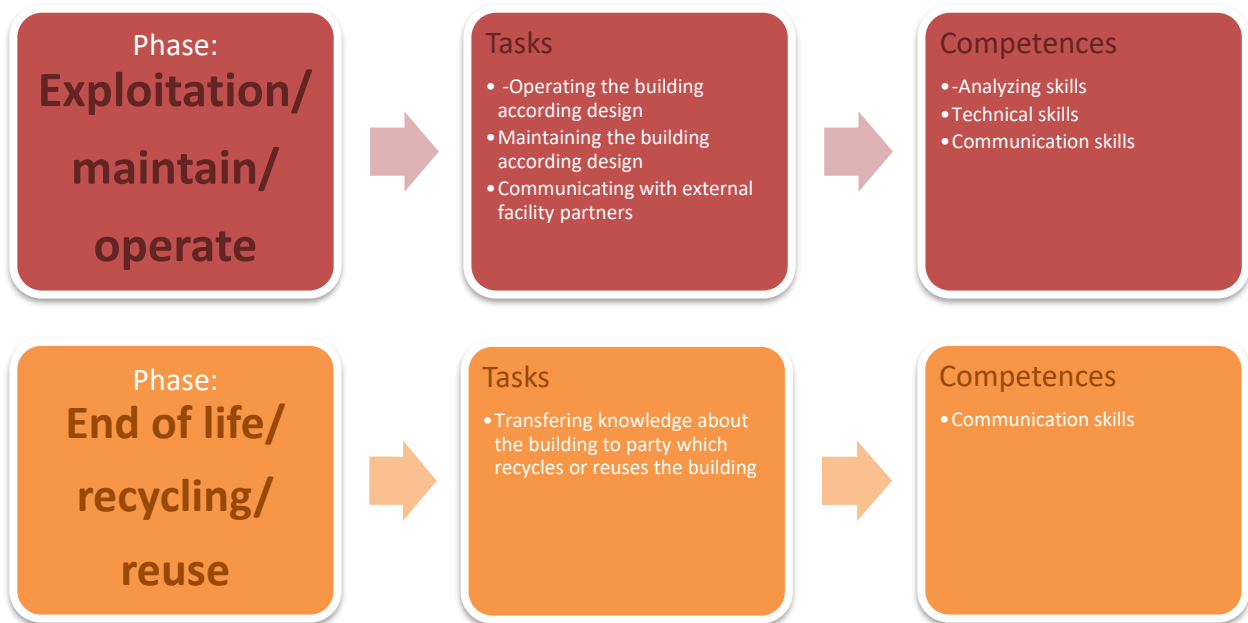 Phase:
Exploitation/
maintain/
operate
Tasks
• -Operating the building
according design
•Maintaining the building
according design
•Communicating with external
facility partners
Competences
•-Analyzing skills
•Technical skills
•Communication skills
Phase:
End of life/
recycling/
reuse
Tasks
•Transfering knowledge about
the building to party which
recycles or reuses the building
Competences
•Communication skills